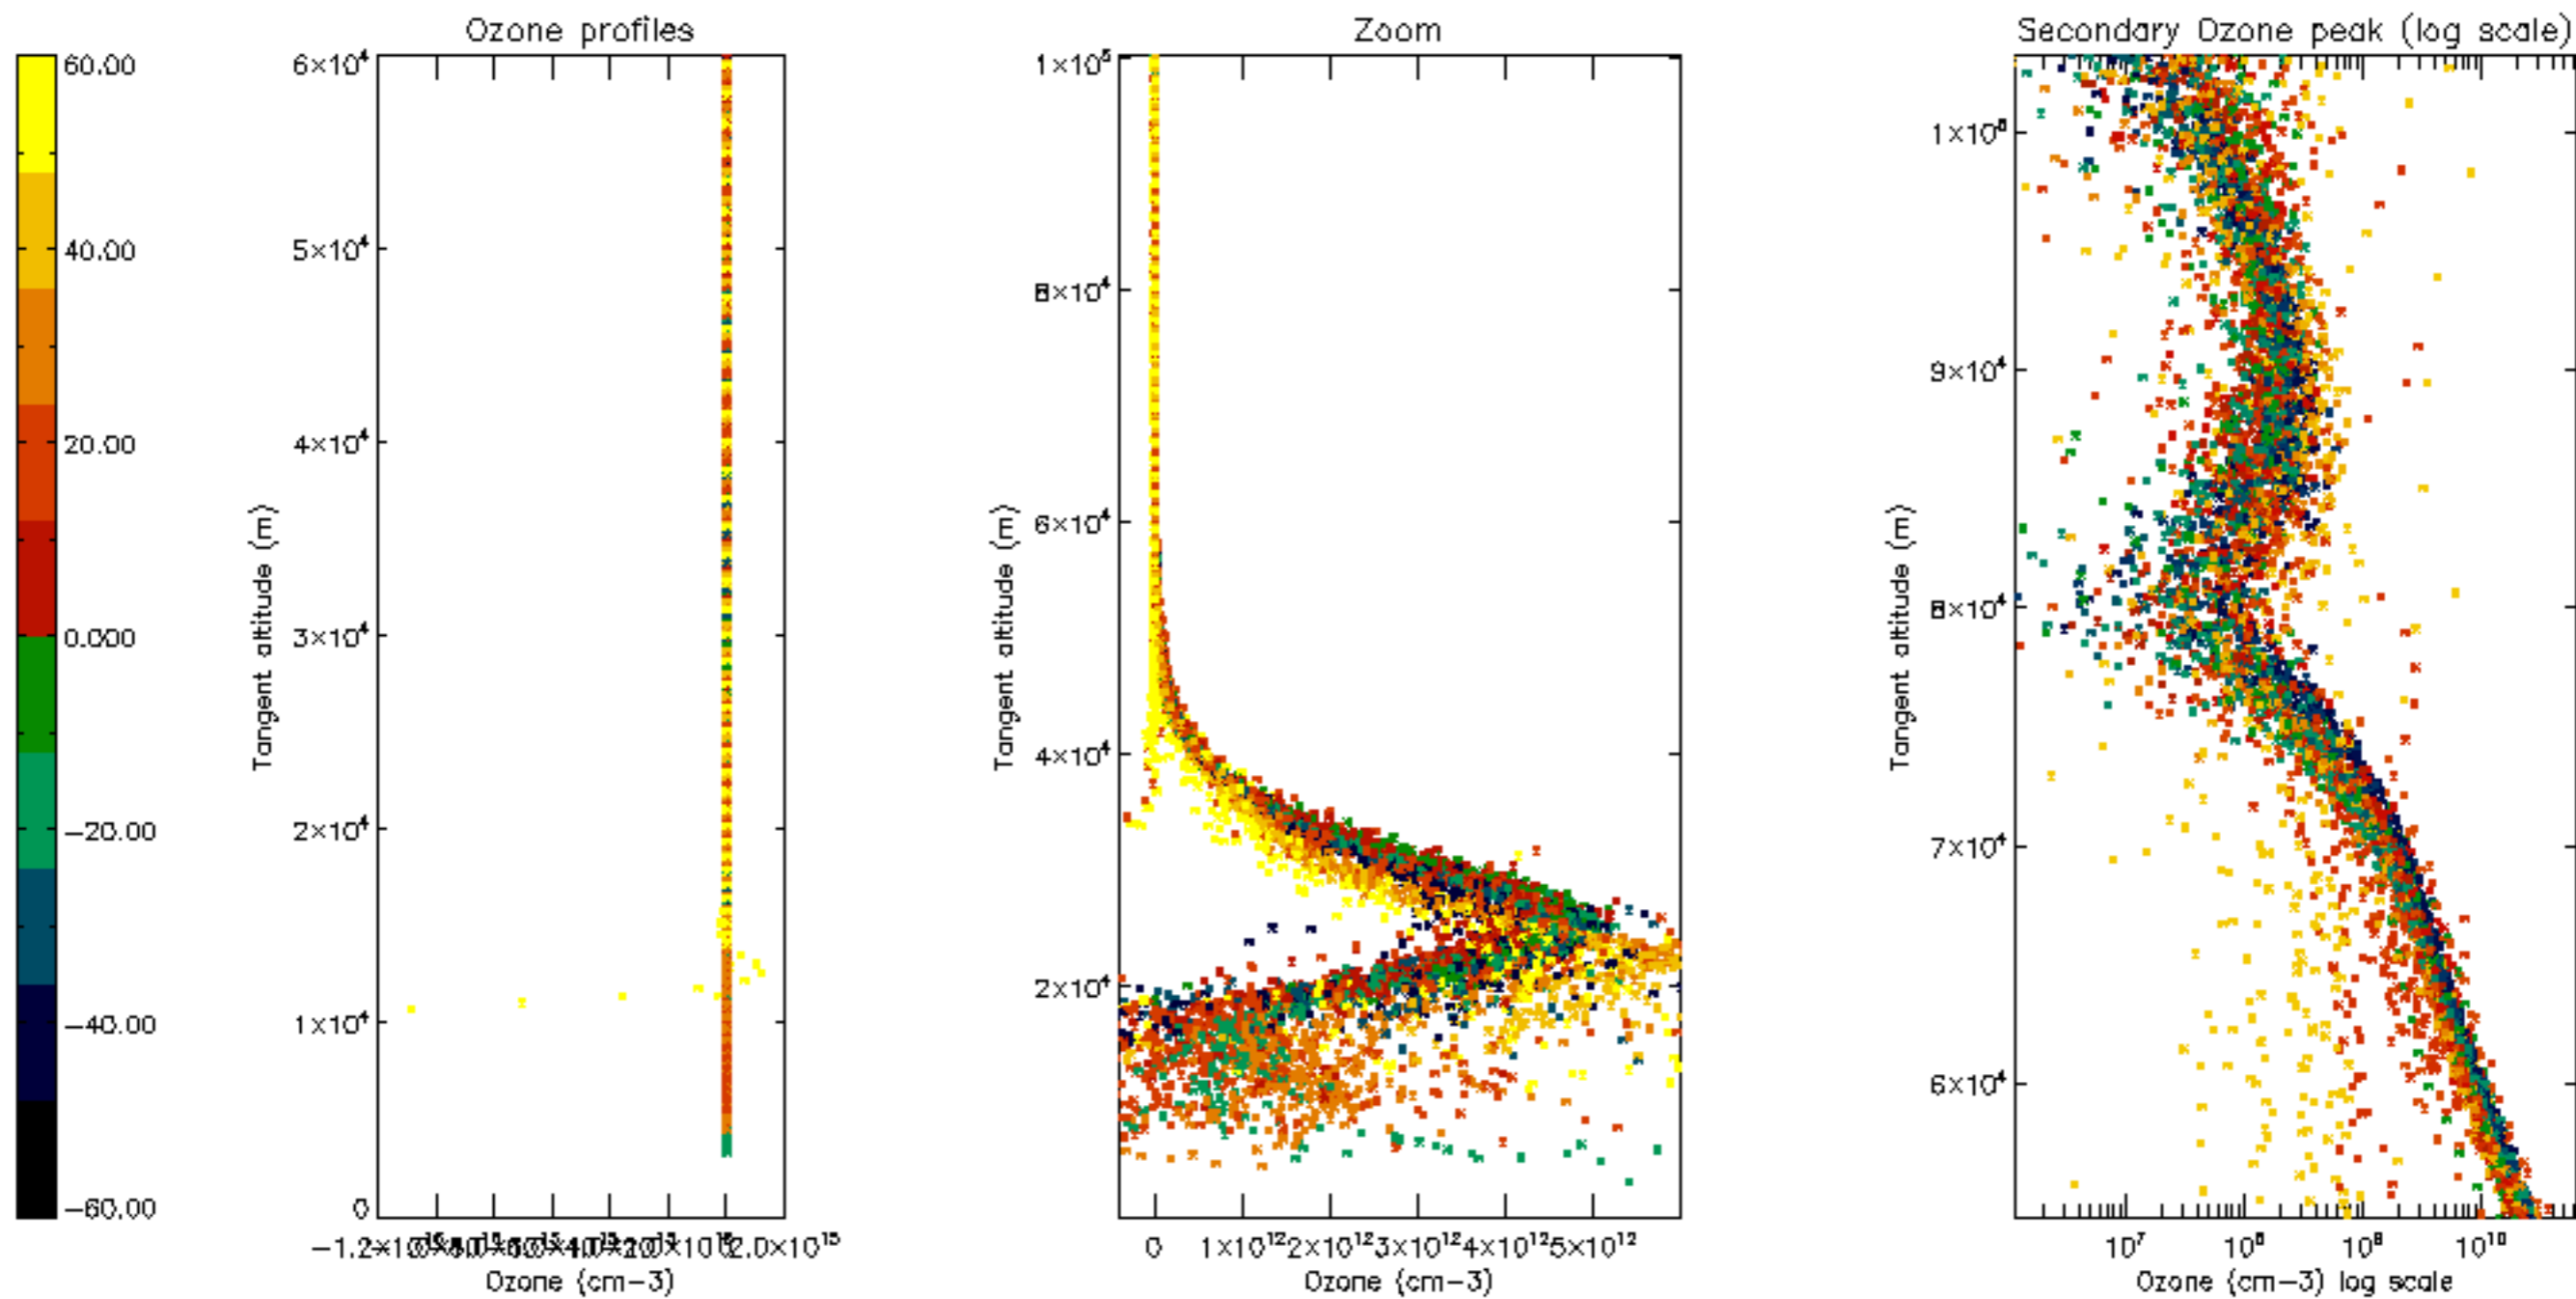 Ozone profiles
Zoom
Secondary Ozone peak (log scale)
60.00
40.00
20.00
0.000
-20.00
-40.00
-60.00
6×10⁴
5×10⁴
4×10⁴
3×10⁴
2×10⁴
1×10⁴
0
Tangent altitude (m)
2.0×10¹⁵
Ozone (cm-3)
1×10⁵
8×10⁴
6×10⁴
4×10⁴
2×10⁴
Tangent altitude (m)
0 1×10¹² 2×10¹² 3×10¹² 4×10¹² 5×10¹²
Ozone (cm-3)
9×10⁴
8×10⁴
7×10⁴
6×10⁴
Tangent altitude (m)
10⁷ 10⁸ 10⁹ 10¹⁰
Ozone (cm-3) log scale